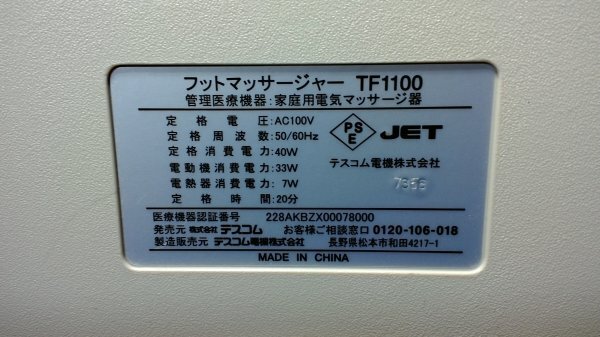 フットマッサージャー TF1100
管理医療機器：家庭用電気マッサージ器
定格電圧：AC100V
定格周波数：50/60Hz
定格消費電力：40W
電動機消費電力：33W
電熱器消費電力：7W
定格時間：20分
PSE JET
テスコム電機株式会社
医療機器認証番号 228AKBZX00078000
発売元 株式会社 テスコム お客様ご相談窓口 0120-106-018
製造販売元 テスコム電機株式会社 長野県松本市和田4217-1
MADE IN CHINA